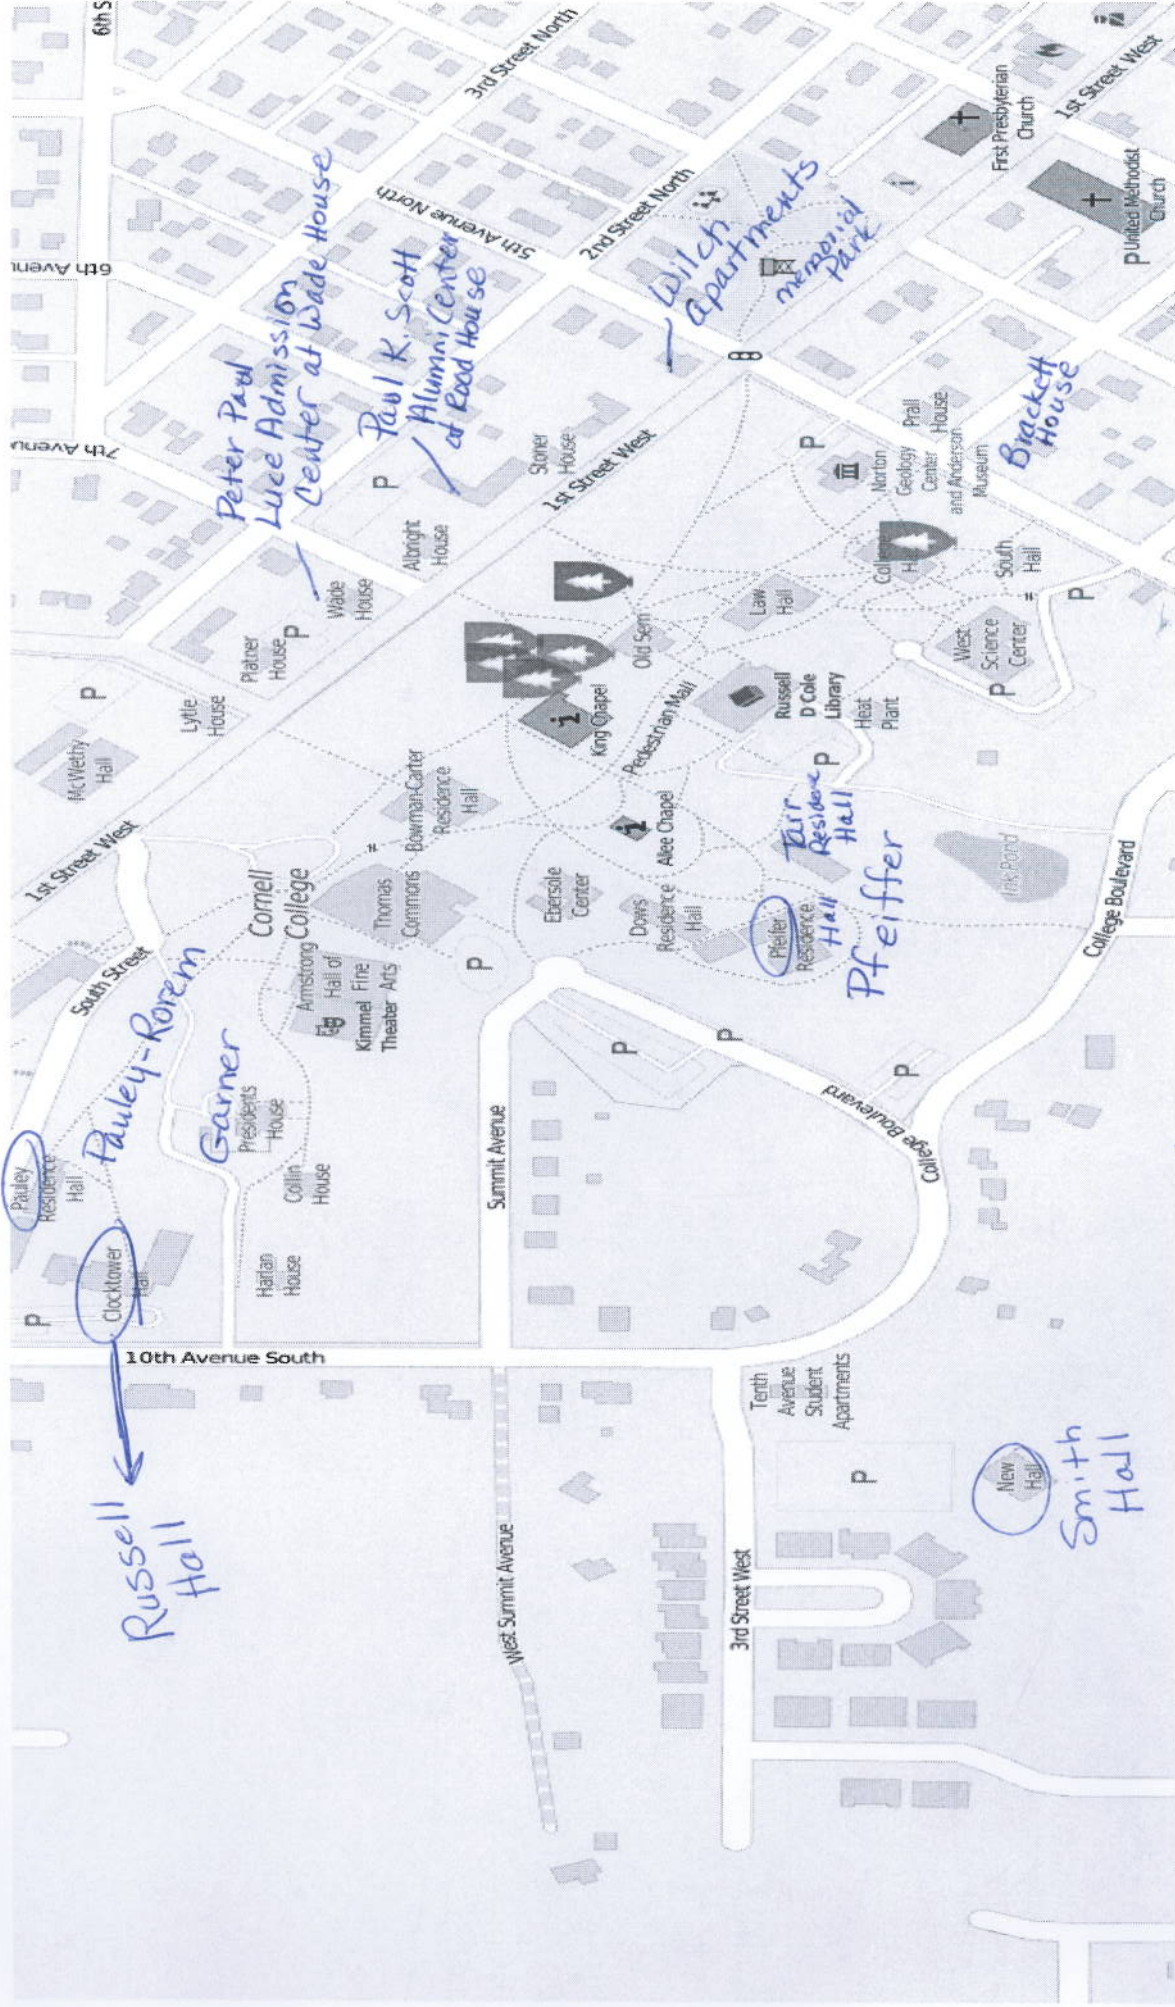 6th S
3rd Street North
6th Avenu
5th Avenue North
2nd Street North
7th Avenu
1st Street West
First Presbyterian
Church
United Methodist
Church
P
Peter Paul
Luce Admission
Center at Wade House
Paul K. Scott
Alumni Center
at Rood House
Wilch
Apartments
memorial
Park
Brackett
House
P
Stoner
House
1st Street West
Albright
House
Wade
House
Platner
House
P
Lytle
House
P
McWethy
Hall
1st Street West
P
Prall
House
Norton
Geology
Center
and Anderson
Museum
South
Hall
P
Law
Hall
Old Sem
West
Science
Center
P
King Chapel
Pedestrian Mall
Russell
D Cole
Library
Heat
Plant
P
Bowman-Carter
Residence
Hall
Allee Chapel
Tarr
Residence
Hall
Ink Pond
Cornell
College
Thomas
Commons
Ebersole
Center
Dows
Residence
Hall
Pfeifer
Residence
Hall
Pfeiffer
College Boulevard
South Street
Armstrong
Hall of
Fine
Arts
Kimmel
Theater
P
Pauley-Rorem
Garner
Presidents
House
Collin
House
Harlan
House
Pauley
Residence
Hall
Clocktower
Hall
P
Summit Avenue
P
P
P
College Boulevard
10th Avenue South
Tenth
Avenue
Student
Apartments
P
New
Hall
Smith
Hall
Russell
Hall
West Summit Avenue
3rd Street West